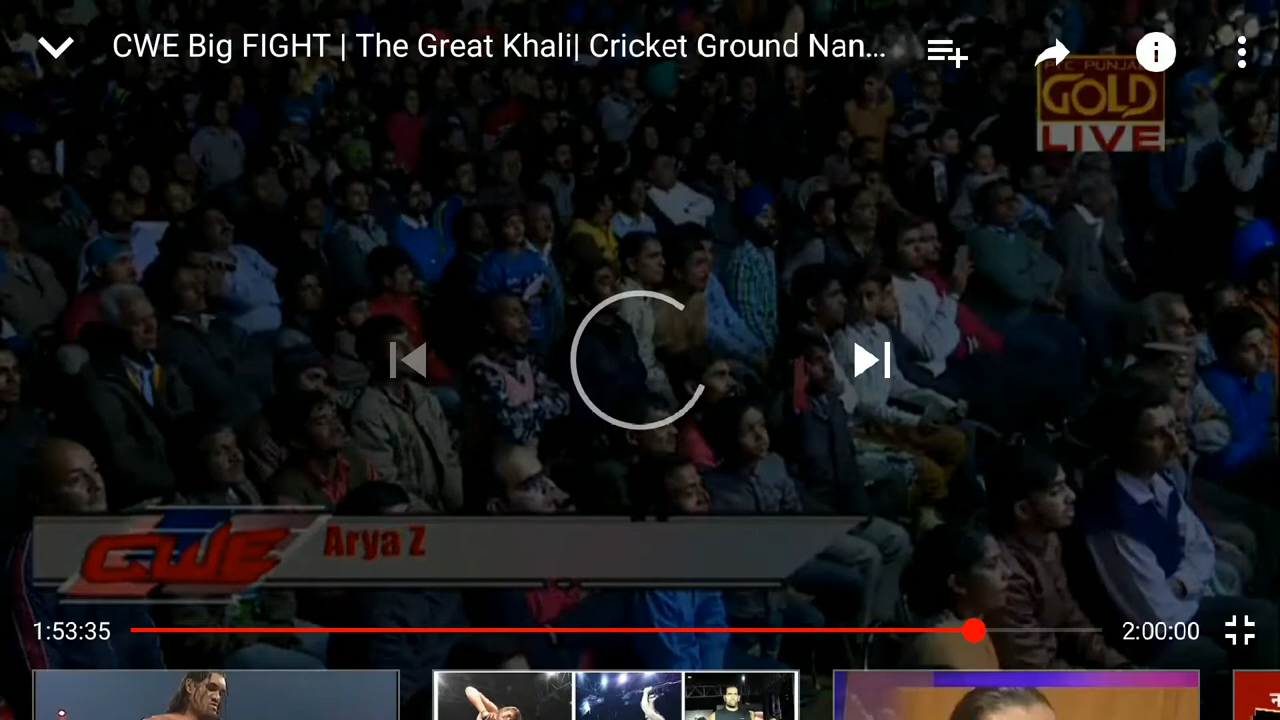 CWE Big FIGHT | The Great Khali| Cricket Ground Nan...
PTC PUNJABI
GOLD
LIVE
CWE
Arya Z
1:53:35
2:00:00